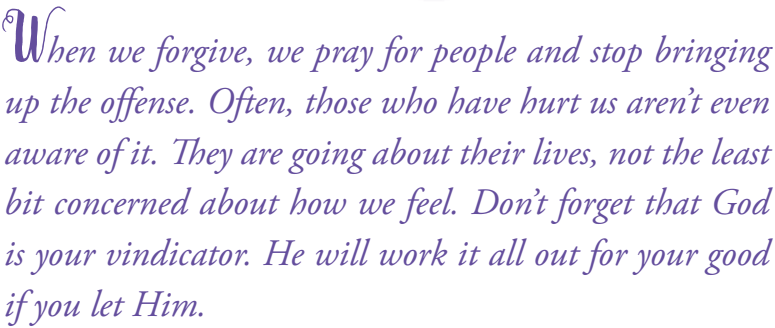 When we forgive, we pray for people and stop bringing
up the offense. Often, those who have hurt us aren’t even
aware of it. They are going about their lives, not the least
bit concerned about how we feel. Don’t forget that God
is your vindicator. He will work it all out for your good
if you let Him.